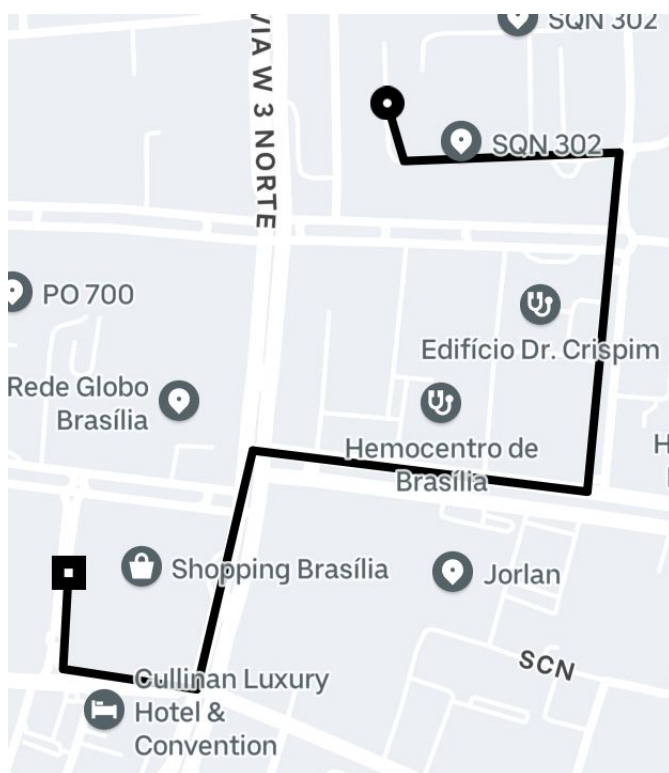 SQN 302
VIA W 3 NORTE
SQN 302
PO 700
Edifício Dr. Crispim
Rede Globo
Brasília
Hemocentro de
Brasília
H
Shopping Brasília
Jorlan
SCN
Cullinan Luxury
Hotel &
Convention